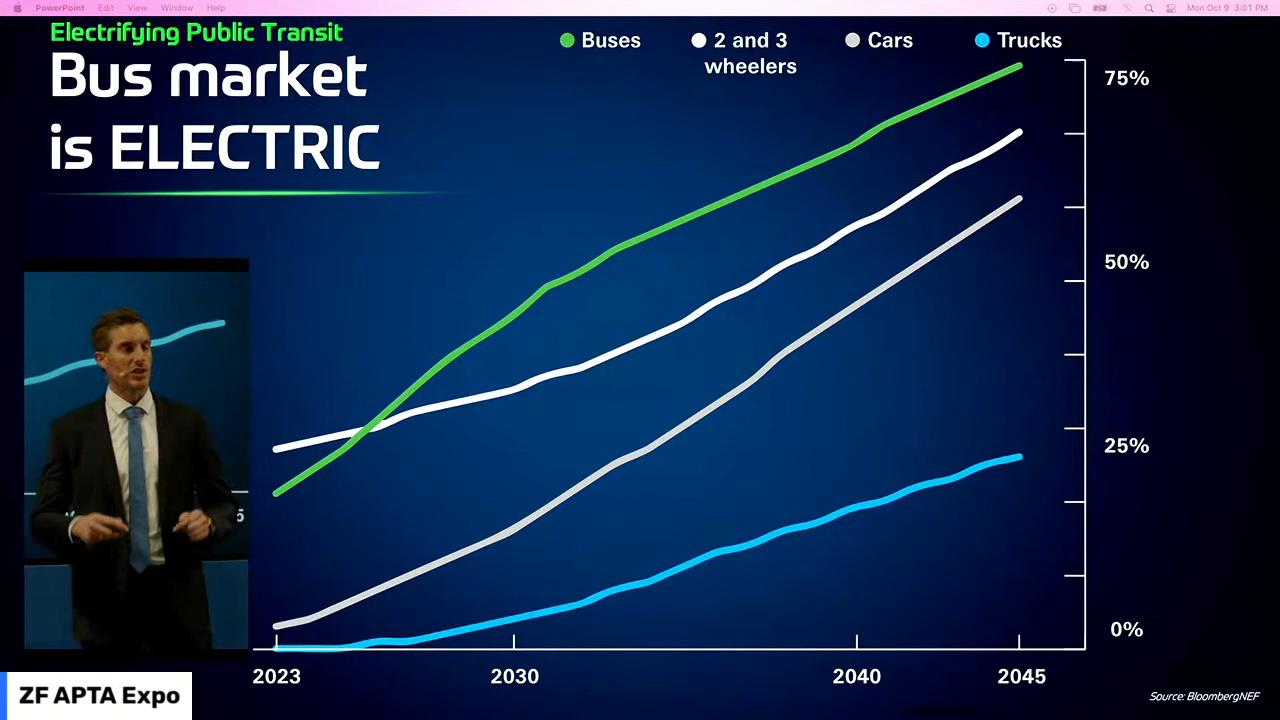 PowerPoint Edit View Window Help
Mon Oct 9 3:01 PM
Electrifying Public Transit
Bus market
is ELECTRIC
Buses
2 and 3
wheelers
Cars
Trucks
75%
50%
25%
0%
5
2023
2030
2040
2045
ZF APTA Expo
Source: BloombergNEF